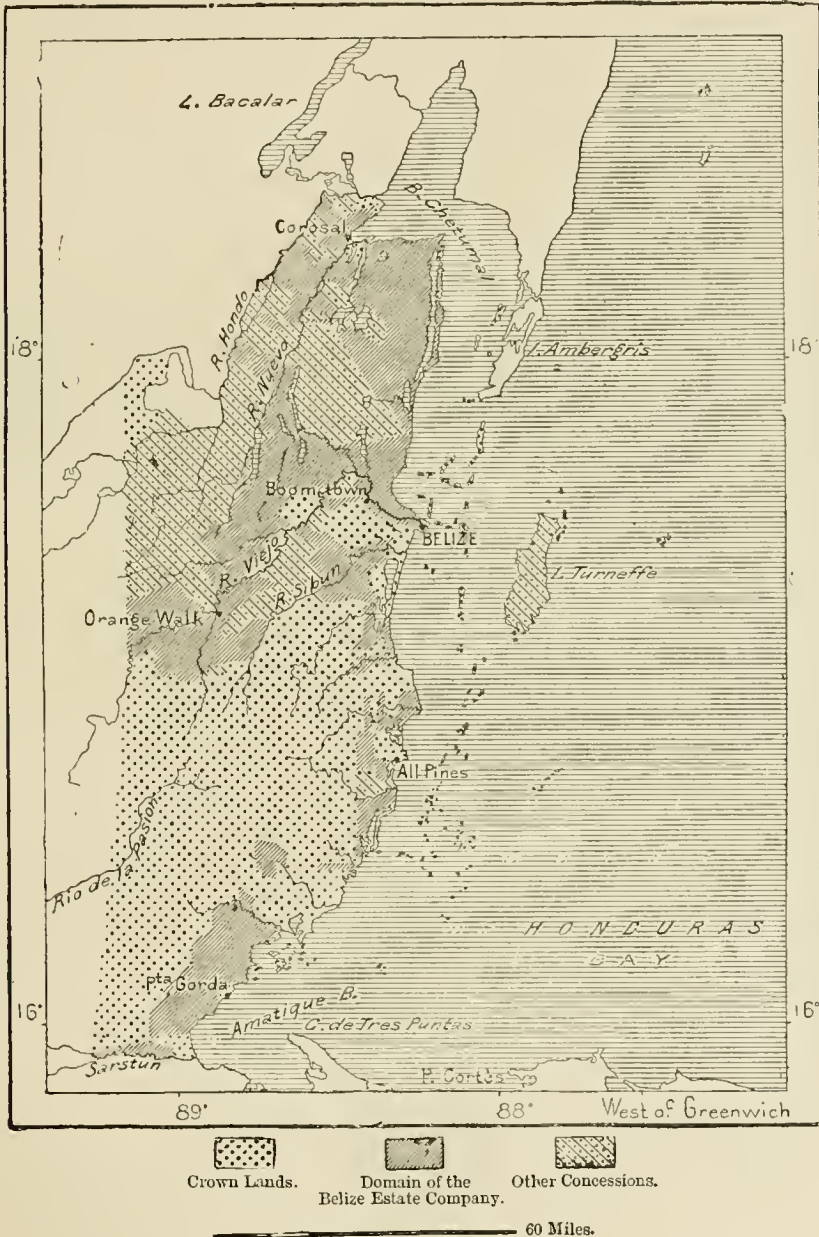 L. Bacalar
B. Chetumal
Corosal
R. Hondo
R. Nueva
18°
18°
I. Ambergris
Boomtown
BELIZE
R. Viejo
R. Sibun
I. Turneffe
Orange Walk
All Pines
Rio de la Pasion
HONDURAS
BAY
Pta Gorda
Amatique B.
C. de Tres Puntas
16°
16°
Sarstun
P. Cortes
89°
88°
West of Greenwich
Crown Lands.
Domain of the
Belize Estate Company.
Other Concessions.
60 Miles.